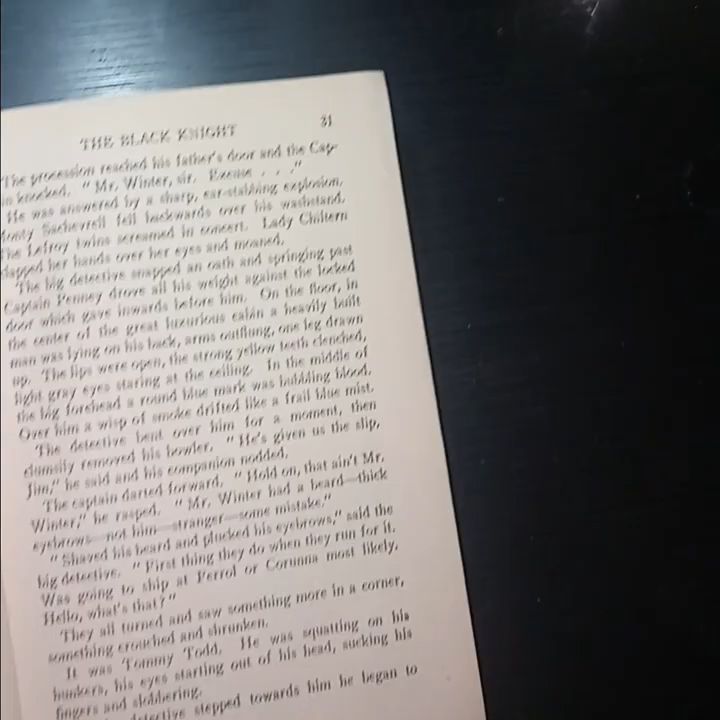 THE BLACK KNIGHT 31
The procession reached his father's door and the Cap-
in knocked. "Mr. Winter, sir. Excuse . . ."
He was answered by a sharp, ear-stabbing explosion.
Monty Sachevrell fell backwards over his washstand.
The Lefroy twins screamed in concert. Lady Chiltern
clapped her hands over her eyes and moaned.
The big detective snapped an oath and springing past
Captain Penney drove all his weight against the locked
door which gave inwards before him. On the floor, in
the center of the great luxurious cabin a heavily built
man was lying on his back, arms outflung, one leg drawn
up. The lips were open, the strong yellow teeth clenched,
light gray eyes staring at the ceiling. In the middle of
the big forehead a round blue mark was bubbling blood.
Over him a wisp of smoke drifted like a frail blue mist.
The detective bent over him for a moment, then
clumsily removed his bowler. "He's given us the slip,
Jim," he said and his companion nodded.
The captain darted forward. "Hold on, that ain't Mr.
Winter," he rasped. "Mr. Winter had a beard—thick
eyebrows—not him—stranger—some mistake."
"Shaved his beard and plucked his eyebrows," said the
big detective. "First thing they do when they run for it.
Was going to ship at Ferrol or Corunna most likely.
Hello, what's that?"
They all turned and saw something more in a corner,
something crouched and shrunken.
It was Tommy Todd. He was squatting on his
hunkers, his eyes starting out of his head, sucking his
fingers and slobbering.
detective stepped towards him he began to